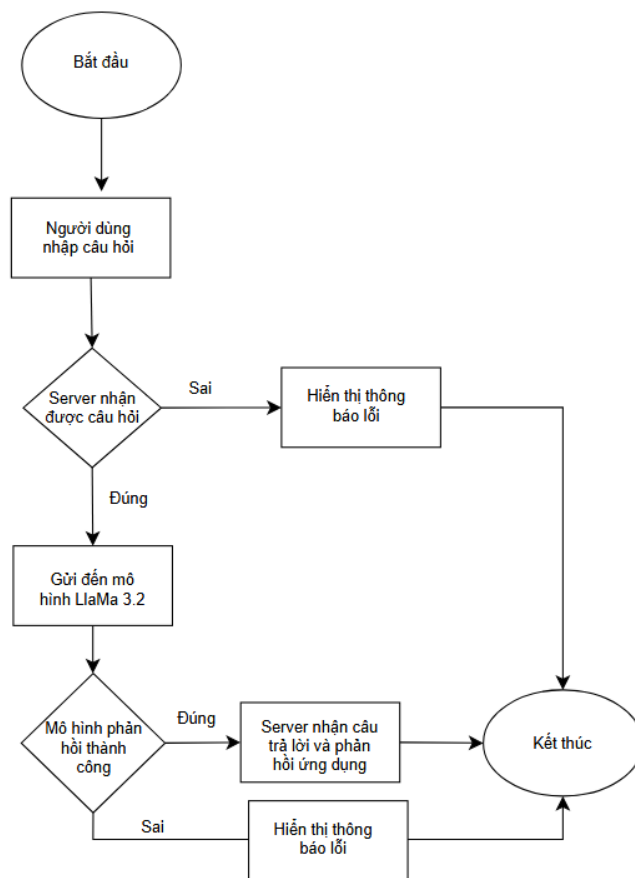 Bắt đầu
Người dùng
nhập câu hỏi
Server nhận
được câu hỏi
Sai
Hiển thị thông
báo lỗi
Đúng
Gửi đến mô
hình LlaMa 3.2
Mô hình phản
hồi thành
công
Đúng
Server nhận câu
trả lời và phản
hồi ứng dụng
Kết thúc
Sai
Hiển thị thông
báo lỗi